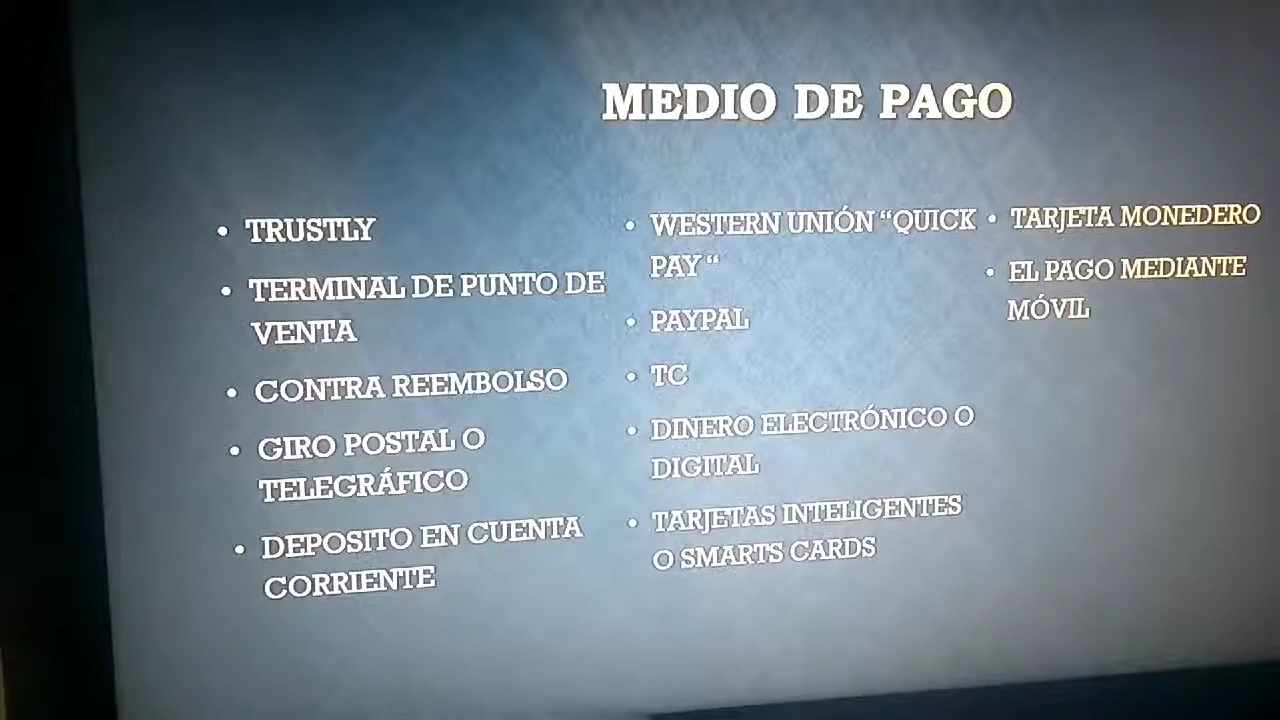 MEDIO DE PAGO
• TRUSTLY
• TERMINAL DE PUNTO DE
VENTA
• CONTRA REEMBOLSO
• GIRO POSTAL O
TELEGRÁFICO
• DEPOSITO EN CUENTA
CORRIENTE
• WESTERN UNIÓN “QUICK
PAY “
• PAYPAL
• TC
• DINERO ELECTRÓNICO O
DIGITAL
• TARJETAS INTELIGENTES
O SMARTS CARDS
• TARJETA MONEDERO
• EL PAGO MEDIANTE
MÓVIL